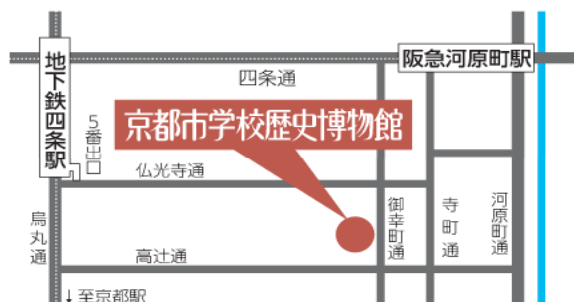 阪急河原町駅
地下鉄四条駅
四条通
5番出口
京都市学校歴史博物館
仏光寺通
御幸町通
寺町通
河原町通
烏丸通
高辻通
↓至京都駅